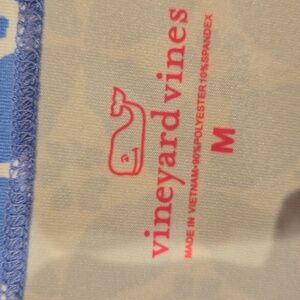 vineyard vines
MADE IN VIETNAM•90%POLYESTER 10%SPANDEX
M